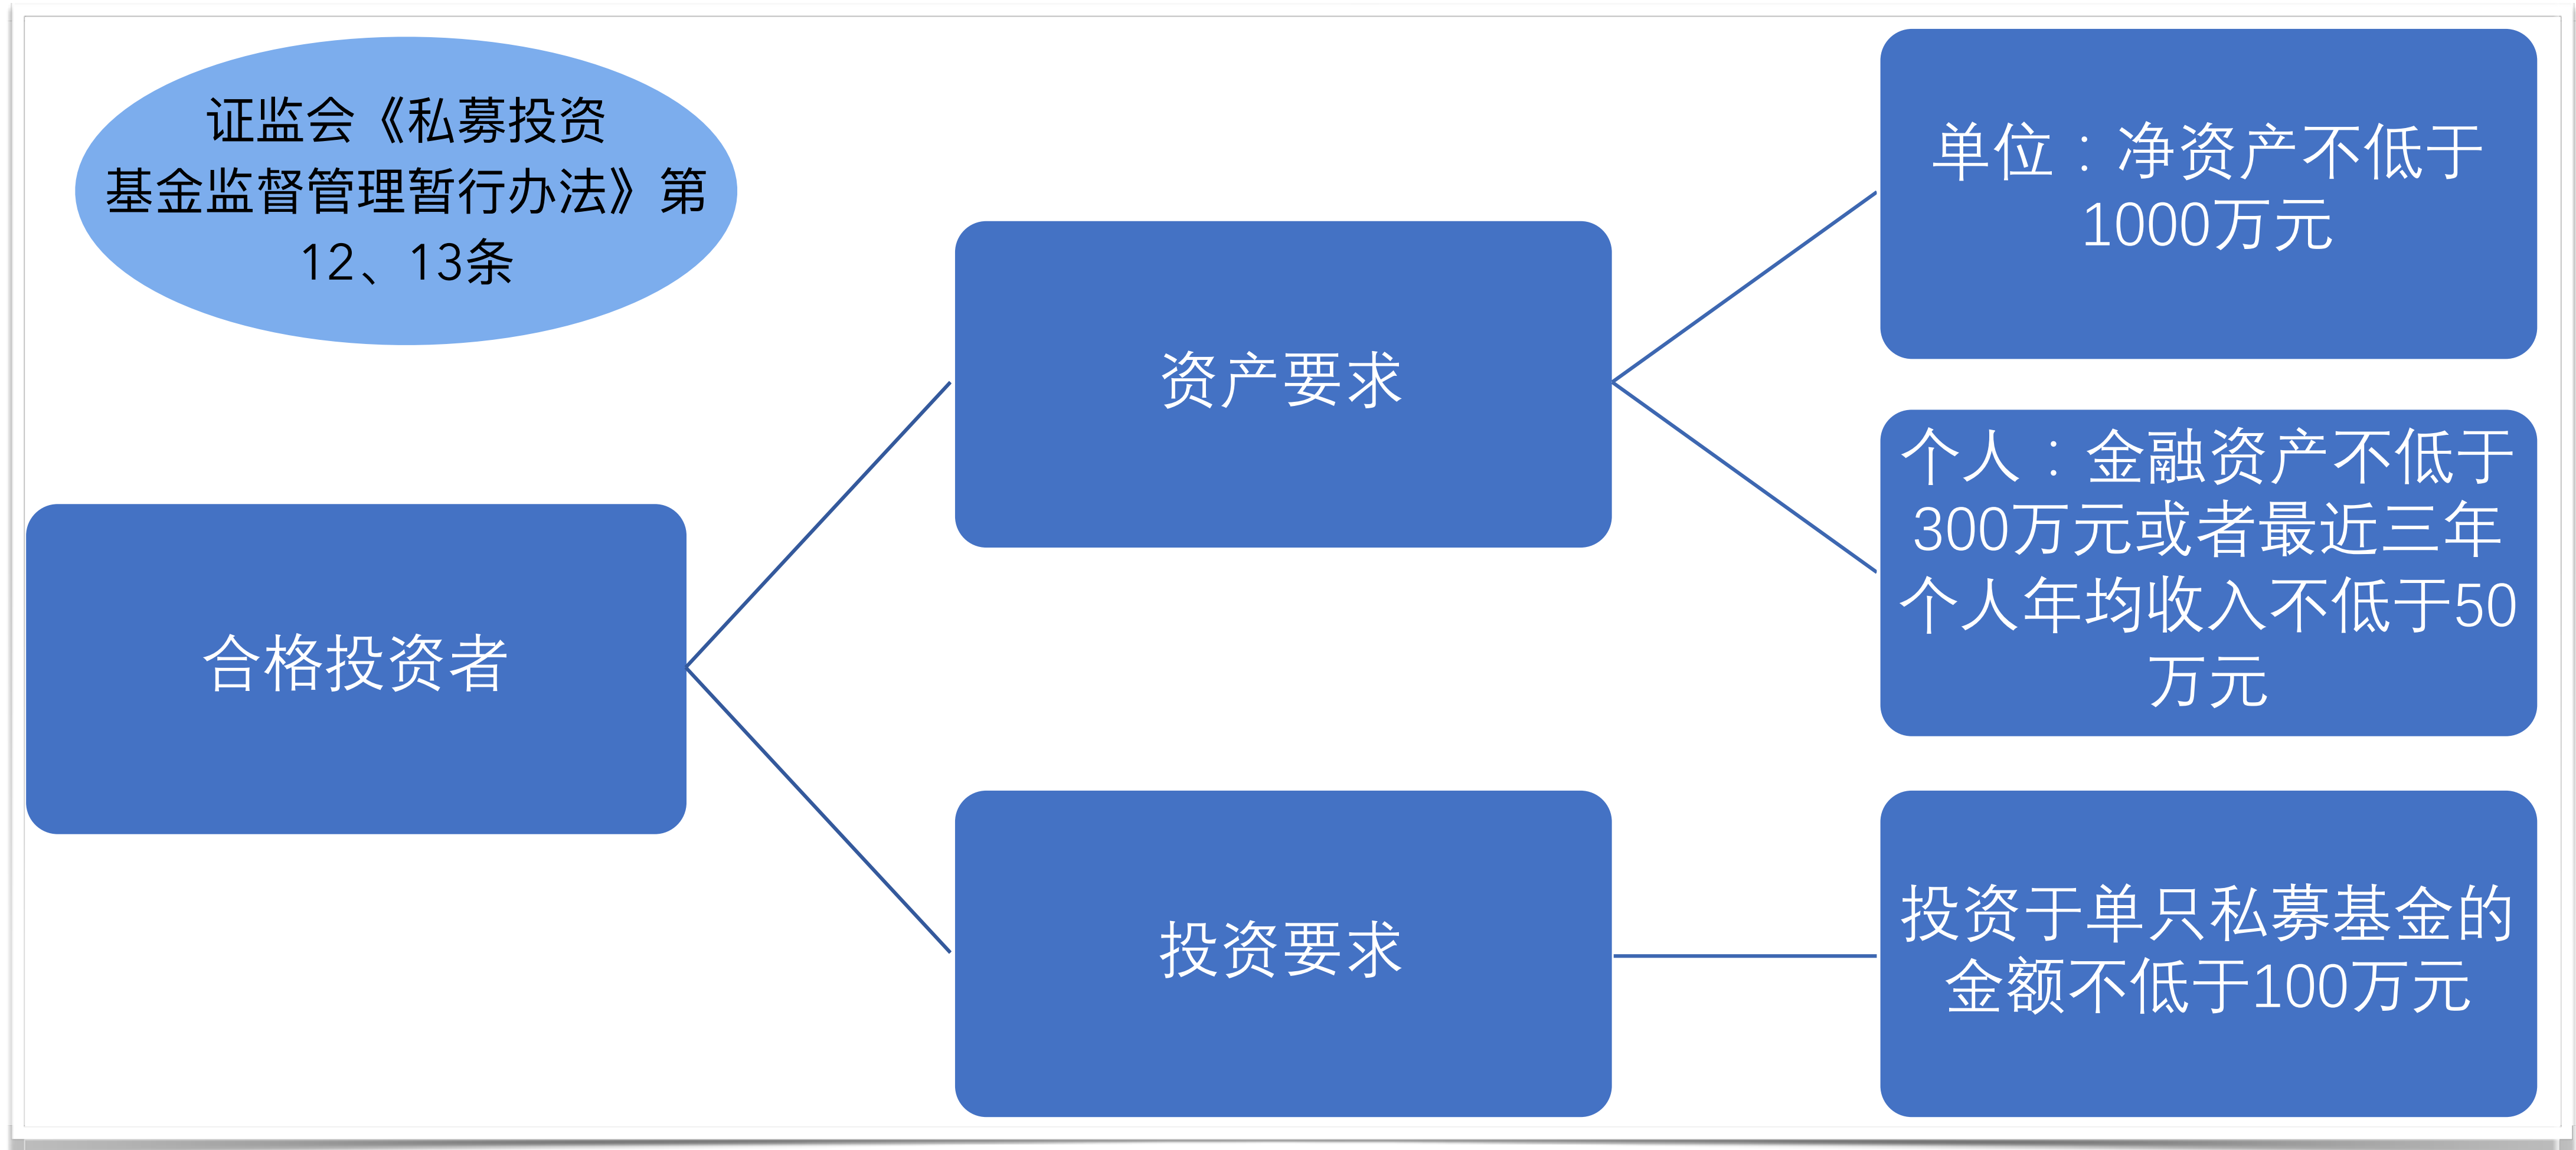 证监会《私募投资
基金监督管理暂行办法》第
12、13条
合格投资者
资产要求
单位：净资产不低于
1000万元
个人：金融资产不低于
300万元或者最近三年
个人年均收入不低于50
万元
投资要求
投资于单只私募基金的
金额不低于100万元